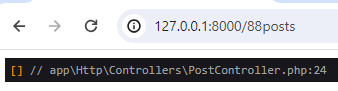 127.0.0.1:8000/88posts
[] // app\Http\Controllers\PostController.php:24